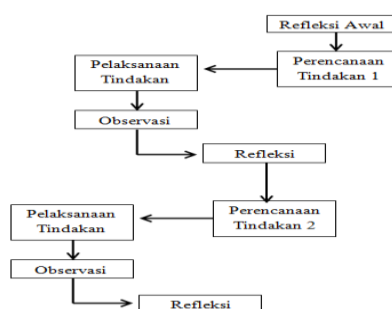 Refleksi Awal
Perencanaan
Tindakan 1
Pelaksanaan
Tindakan
Observasi
Refleksi
Perencanaan
Tindakan 2
Pelaksanaan
Tindakan
Observasi
Refleksi